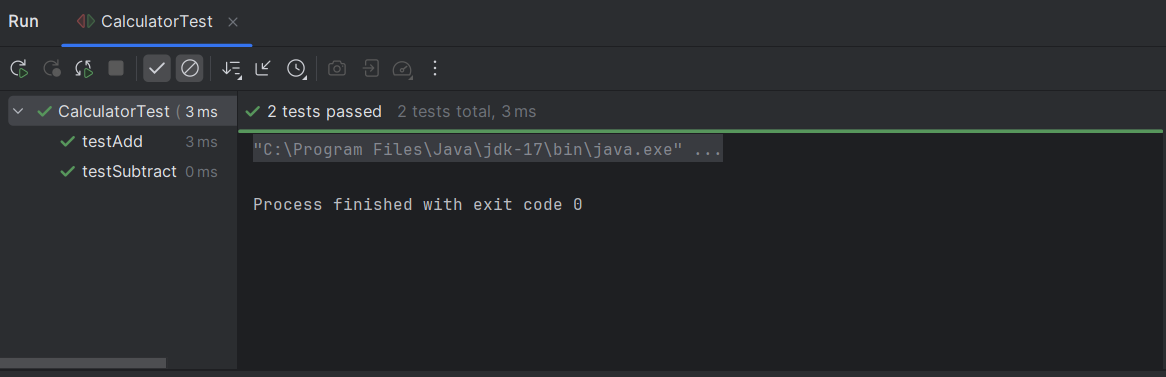 Run CalculatorTest
CalculatorTest ( 3 ms
testAdd 3 ms
testSubtract 0 ms
2 tests passed 2 tests total, 3 ms
"C:\Program Files\Java\jdk-17\bin\java.exe" ...
Process finished with exit code 0